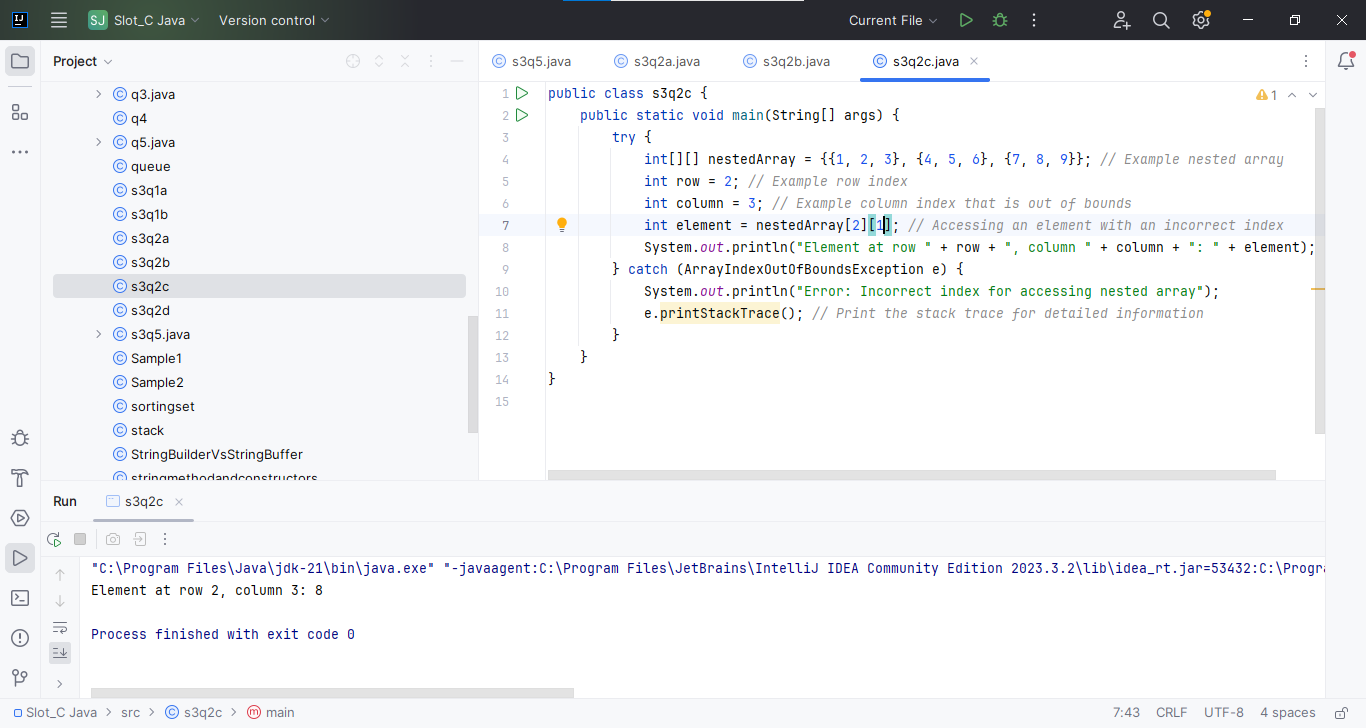 SJ Slot_C Java Version control Current File
Project
s3q5.java s3q2a.java s3q2b.java s3q2c.java
q3.java
q4
q5.java
queue
s3q1a
s3q1b
s3q2a
s3q2b
s3q2c
s3q2d
s3q5.java
Sample1
Sample2
sortingset
stack
StringBuilderVsStringBuffer
stringmethodandconstructors
1
1 public class s3q2c {
2 public static void main(String[] args) {
3 try {
4 int[][] nestedArray = {{1, 2, 3}, {4, 5, 6}, {7, 8, 9}}; // Example nested array
5 int row = 2; // Example row index
6 int column = 3; // Example column index that is out of bounds
7 int element = nestedArray[2][1]; // Accessing an element with an incorrect index
8 System.out.println("Element at row " + row + ", column " + column + ": " + element);
9 } catch (ArrayIndexOutOfBoundsException e) {
10 System.out.println("Error: Incorrect index for accessing nested array");
11 e.printStackTrace(); // Print the stack trace for detailed information
12 }
13 }
14 }
15
Run s3q2c
"C:\Program Files\Java\jdk-21\bin\java.exe" "-javaagent:C:\Program Files\JetBrains\IntelliJ IDEA Community Edition 2023.3.2\lib\idea_rt.jar=53432:C:\Progra
Element at row 2, column 3: 8
Process finished with exit code 0
Slot_C Java src s3q2c main 7:43 CRLF UTF-8 4 spaces